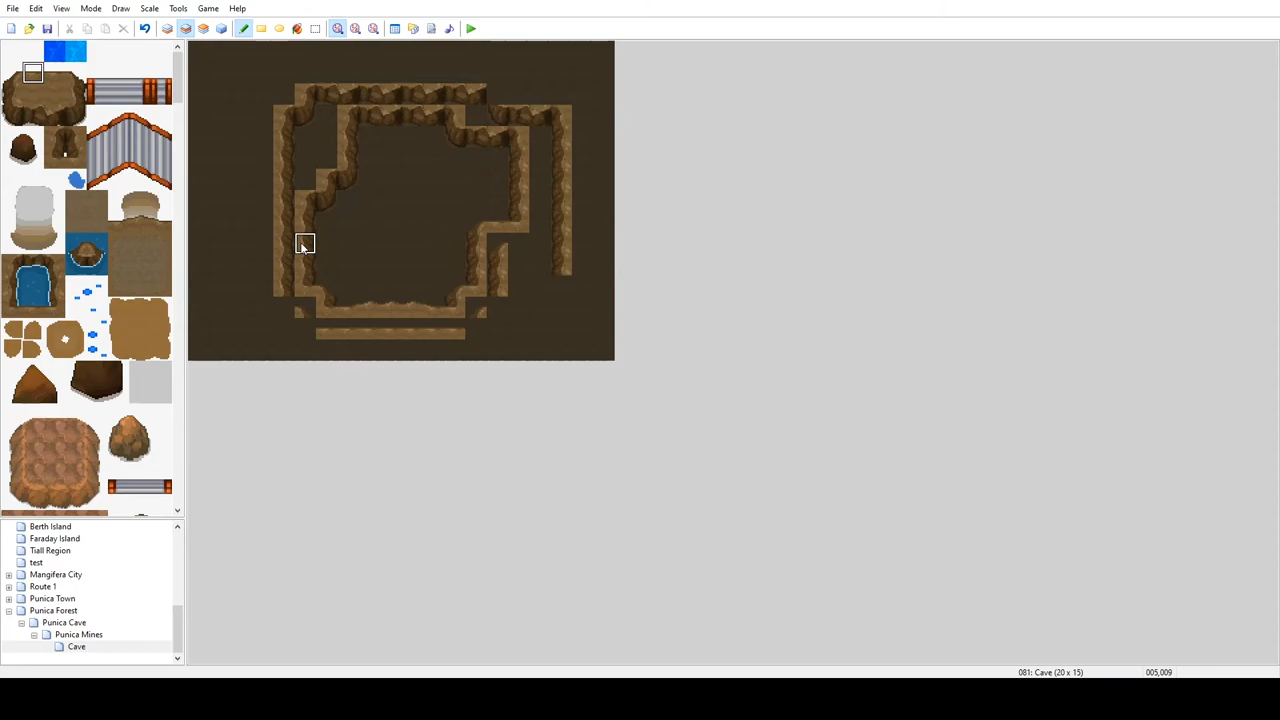 File Edit View Mode Draw Scale Tools Game Help
Berth Island
Faraday Island
Tiall Region
test
Mangifera City
Route 1
Punica Town
Punica Forest
Punica Cave
Punica Mines
Cave
081: Cave (20 x 15) 005,009